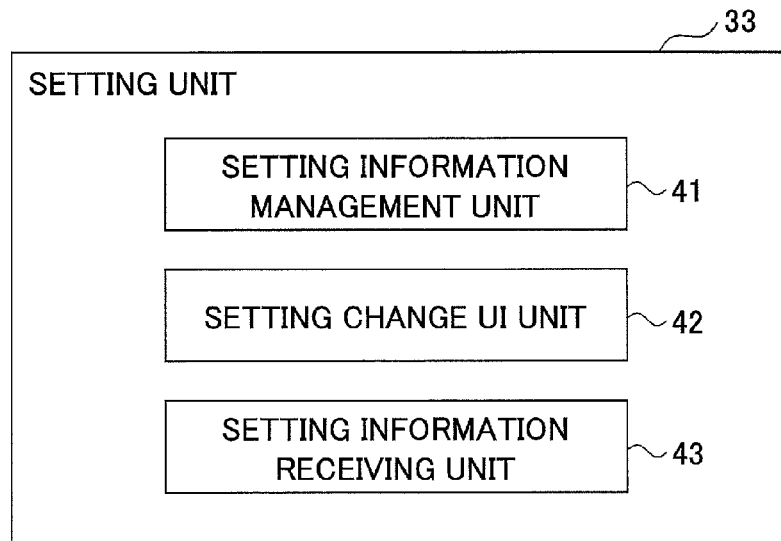 33
SETTING UNIT
SETTING INFORMATION
MANAGEMENT UNIT
41
SETTING CHANGE UI UNIT
42
SETTING INFORMATION
RECEIVING UNIT
43